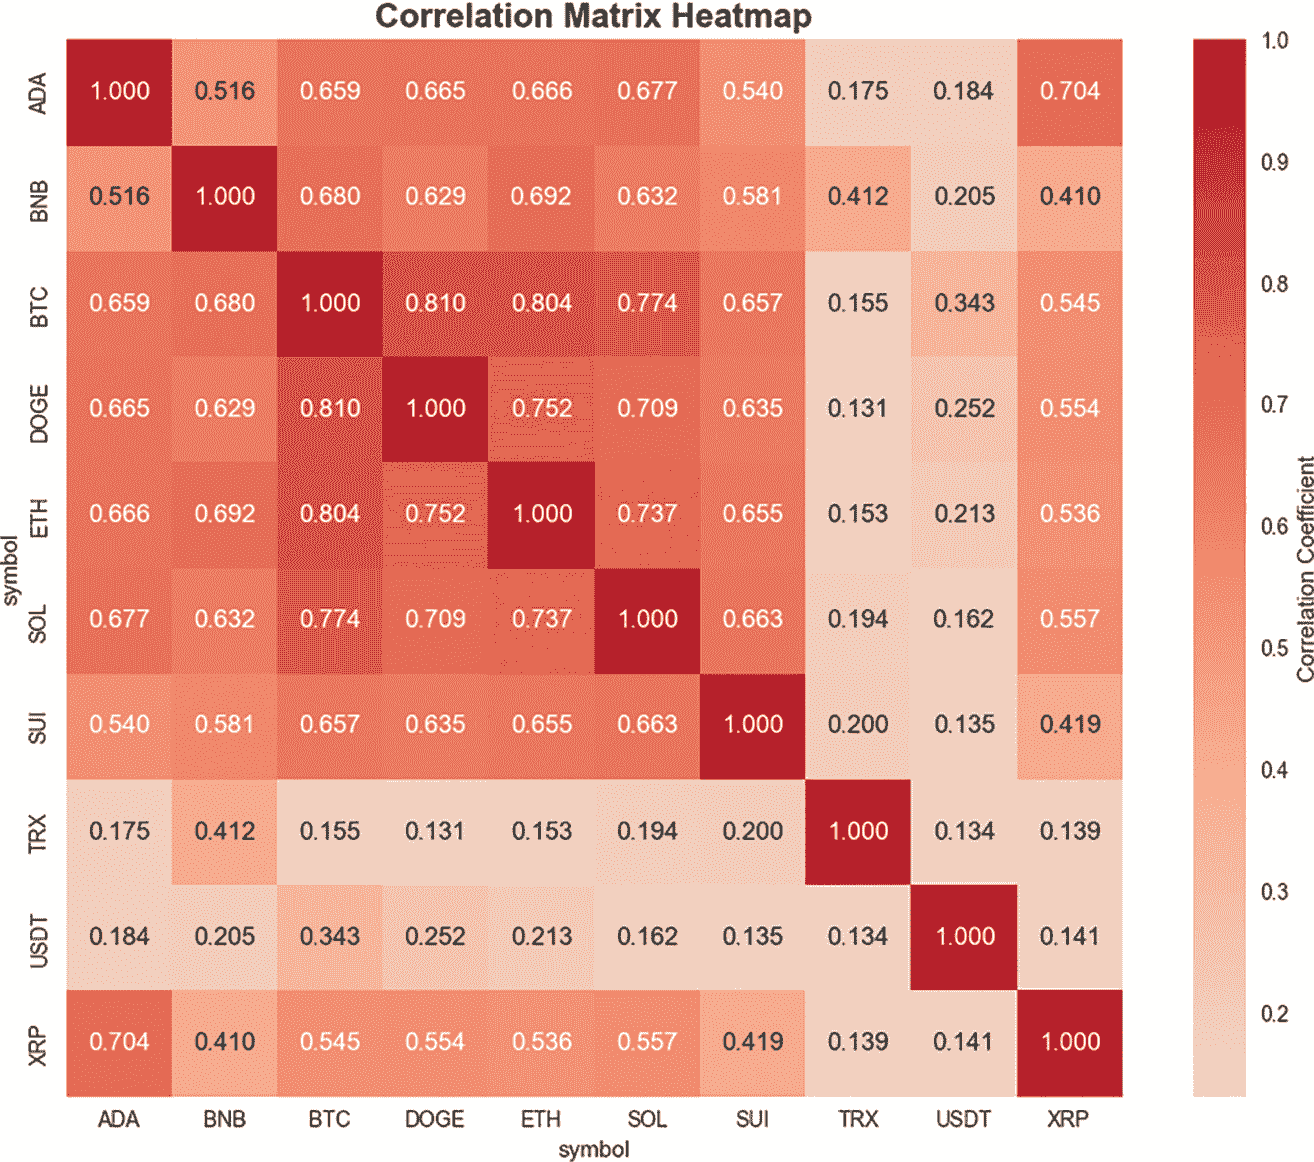 Correlation Matrix Heatmap
ADA 1.000 0.516 0.659 0.665 0.666 0.677 0.540 0.175 0.184 0.704
BNB 0.516 1.000 0.680 0.629 0.692 0.632 0.581 0.412 0.205 0.410
BTC 0.659 0.680 1.000 0.810 0.804 0.774 0.657 0.155 0.343 0.545
DOGE 0.665 0.629 0.810 1.000 0.752 0.709 0.635 0.131 0.252 0.554
ETH 0.666 0.692 0.804 0.752 1.000 0.737 0.655 0.153 0.213 0.536
SOL 0.677 0.632 0.774 0.709 0.737 1.000 0.663 0.194 0.162 0.557
SUI 0.540 0.581 0.657 0.635 0.655 0.663 1.000 0.200 0.135 0.419
TRX 0.175 0.412 0.155 0.131 0.153 0.194 0.200 1.000 0.134 0.139
USDT 0.184 0.205 0.343 0.252 0.213 0.162 0.135 0.134 1.000 0.141
XRP 0.704 0.410 0.545 0.554 0.536 0.557 0.419 0.139 0.141 1.000
symbol
ADA BNB BTC DOGE ETH SOL SUI TRX USDT XRP
symbol
1.0
0.9
0.8
0.7
0.6
0.5
0.4
0.3
0.2
Correlation Coefficient